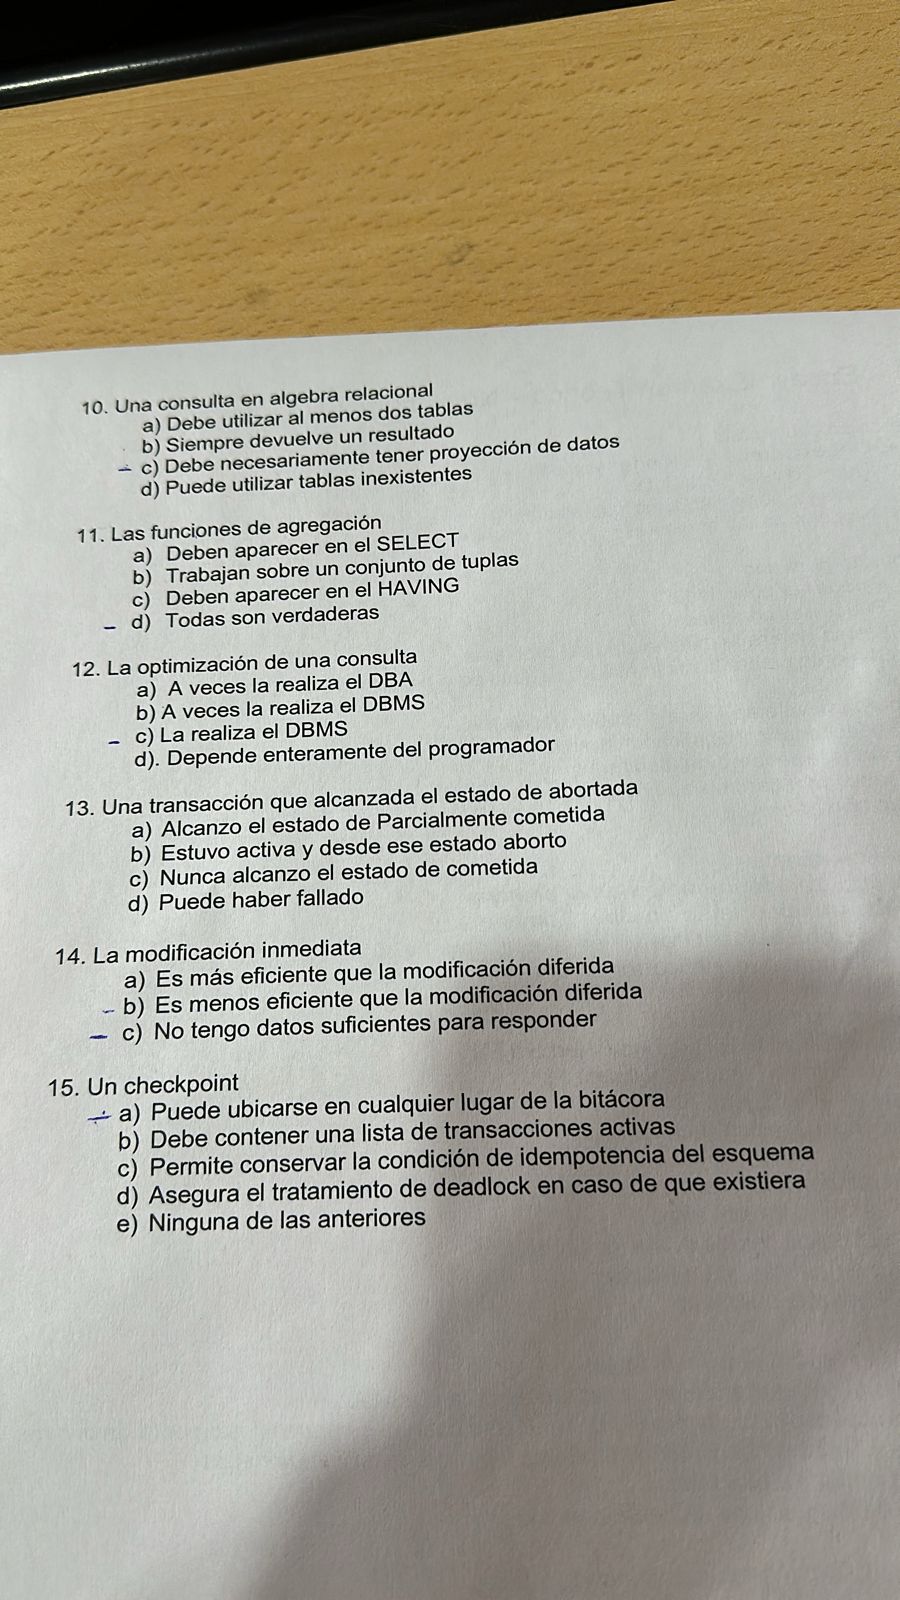 10. Una consulta en algebra relacional
a) Debe utilizar al menos dos tablas
b) Siempre devuelve un resultado
c) Debe necesariamente tener proyección de datos
d) Puede utilizar tablas inexistentes
11. Las funciones de agregación
a) Deben aparecer en el SELECT
b) Trabajan sobre un conjunto de tuplas
c) Deben aparecer en el HAVING
d) Todas son verdaderas
12. La optimización de una consulta
a) A veces la realiza el DBA
b) A veces la realiza el DBMS
c) La realiza el DBMS
d). Depende enteramente del programador
13. Una transacción que alcanzada el estado de abortada
a) Alcanzo el estado de Parcialmente cometida
b) Estuvo activa y desde ese estado aborto
c) Nunca alcanzo el estado de cometida
d) Puede haber fallado
14. La modificación inmediata
a) Es más eficiente que la modificación diferida
b) Es menos eficiente que la modificación diferida
c) No tengo datos suficientes para responder
15. Un checkpoint
a) Puede ubicarse en cualquier lugar de la bitácora
b) Debe contener una lista de transacciones activas
c) Permite conservar la condición de idempotencia del esquema
d) Asegura el tratamiento de deadlock en caso de que existiera
e) Ninguna de las anteriores